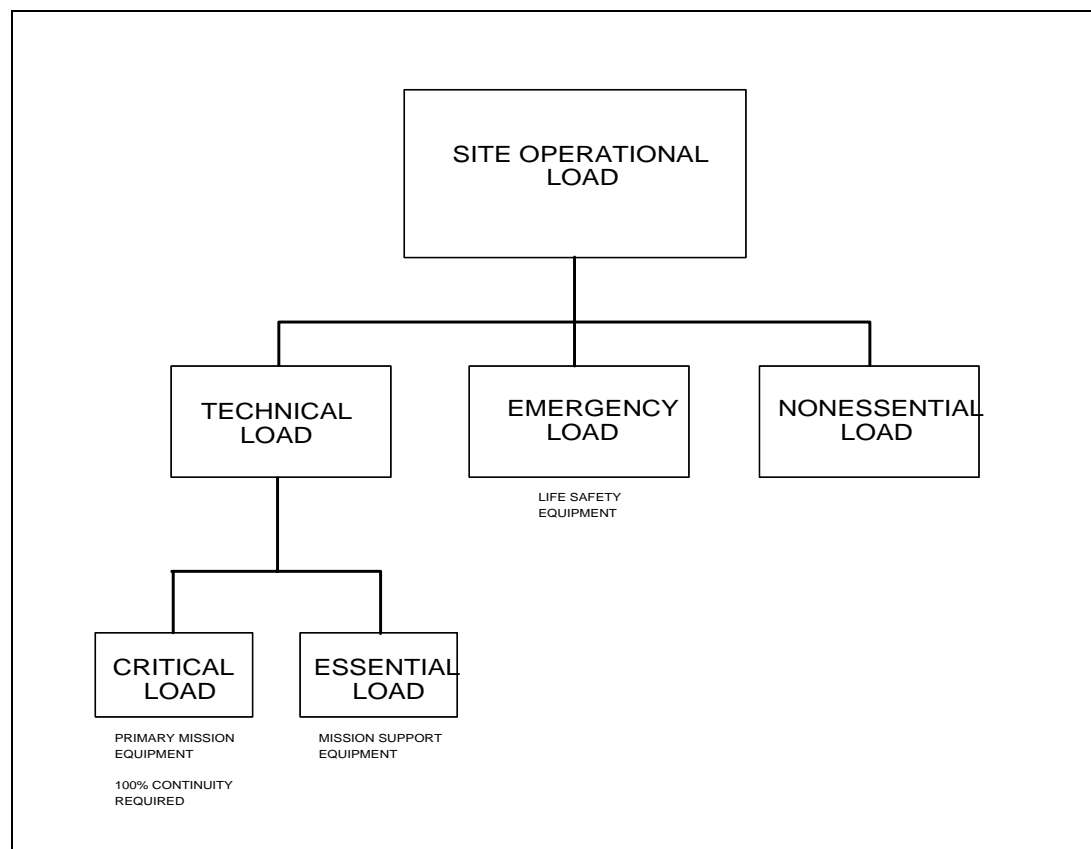 SITE OPERATIONAL
LOAD
TECHNICAL
LOAD
EMERGENCY
LOAD
NONESSENTIAL
LOAD
LIFE SAFETY
EQUIPMENT
CRITICAL
LOAD
ESSENTIAL
LOAD
PRIMARY MISSION
EQUIPMENT
100% CONTINUITY
REQUIRED
MISSION SUPPORT
EQUIPMENT